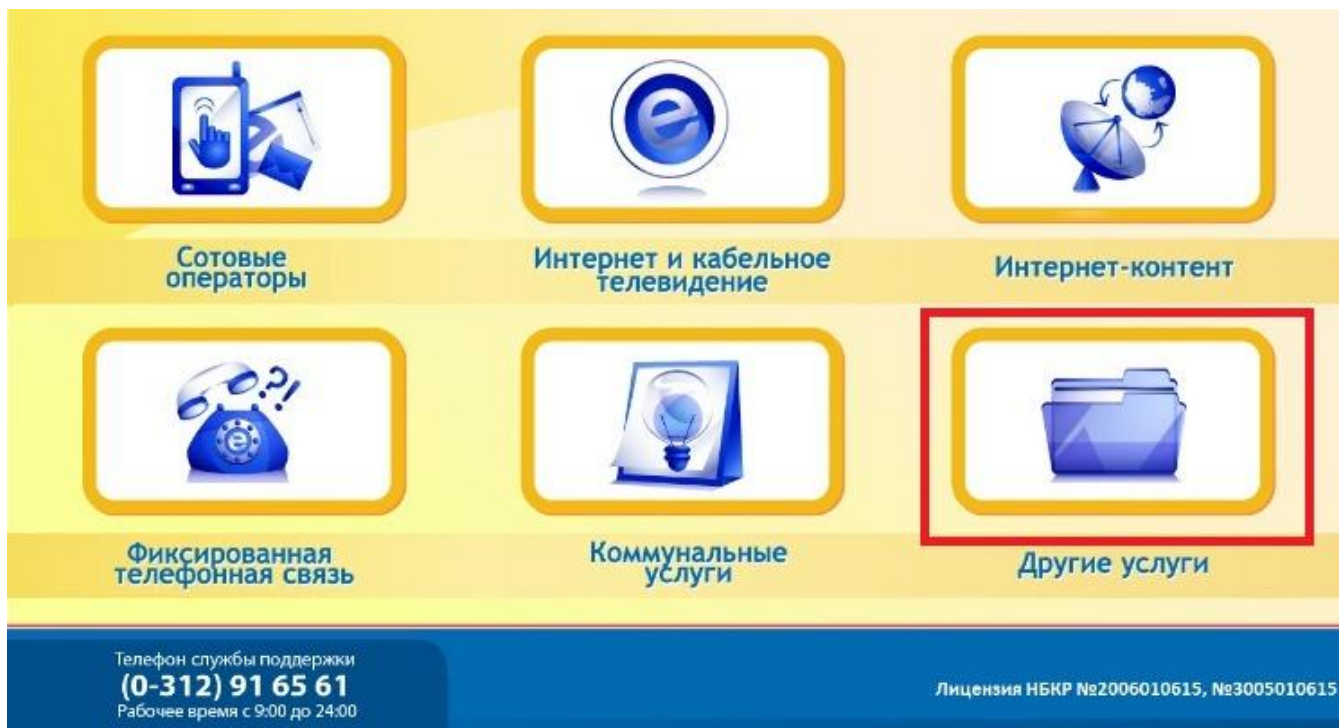 Сотовые
операторы
Интернет и кабельное
телевидение
Интернет-контент
Фиксированная
телефонная связь
Коммунальные
услуги
Другие услуги
Телефон службы поддержки
(0-312) 91 65 61
Рабочее время с 9:00 до 24:00
Лицензия НБКР №2006010615, №3005010615